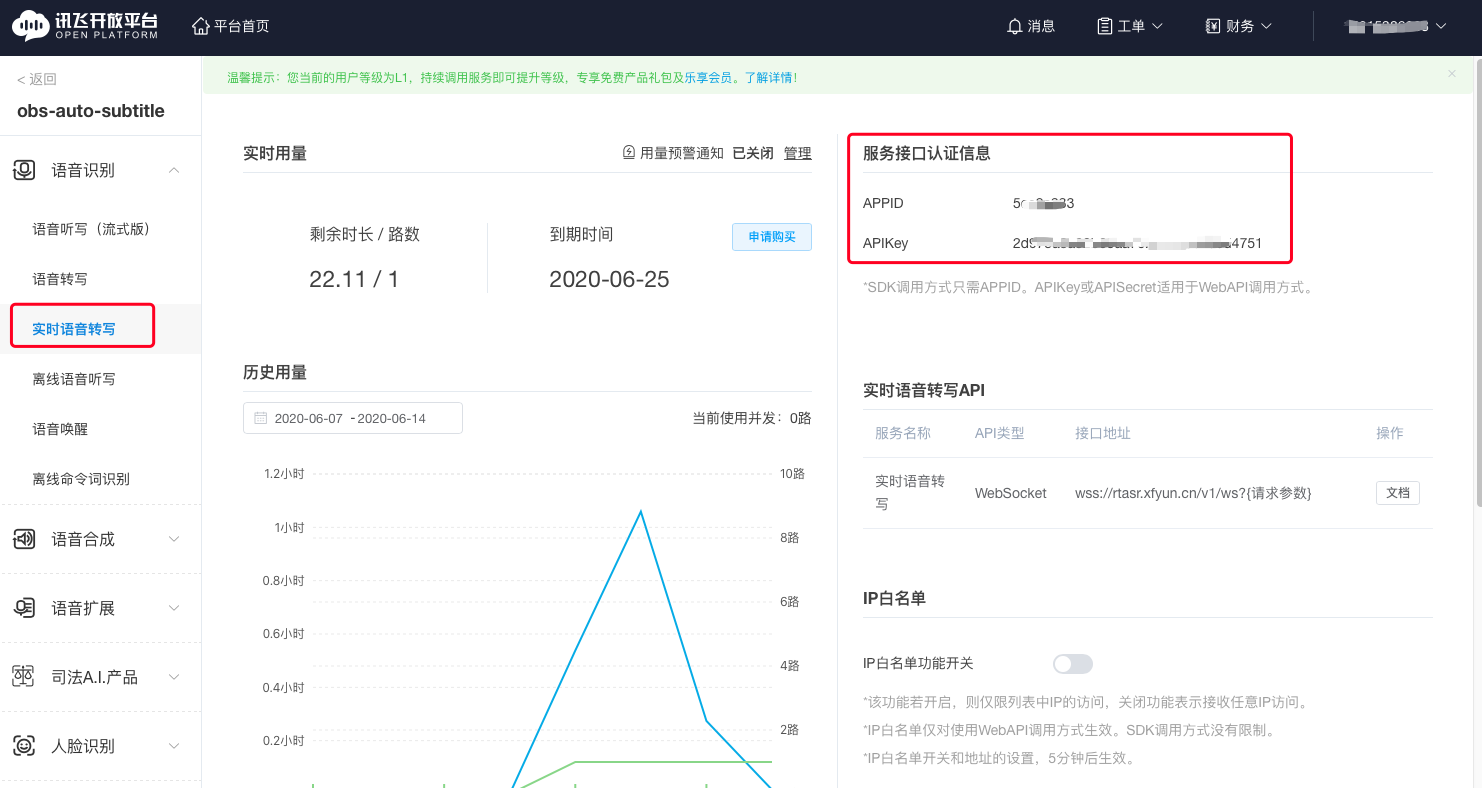 讯飞开放平台
OPEN PLATFORM
平台首页
消息
工单
财务
< 返回
obs-auto-subtitle
语音识别
语音听写（流式版）
语音转写
实时语音转写
离线语音听写
语音唤醒
离线命令词识别
语音合成
语音扩展
司法A.I.产品
人脸识别
温馨提示：您当前的用户等级为L1，持续调用服务即可提升等级，专享免费产品礼包及乐享会员。了解详情！
实时用量
用量预警通知 已关闭 管理
剩余时长 / 路数
到期时间
申请购买
22.11 / 1
2020-06-25
历史用量
2020-06-07 - 2020-06-14
当前使用并发：0路
1.2小时
1小时
0.8小时
0.6小时
0.4小时
0.2小时
10路
8路
6路
4路
2路
服务接口认证信息
APPID
APIKey
4751
*SDK调用方式只需APPID。APIKey或APISecret适用于WebAPI调用方式。
实时语音转写API
服务名称 API类型 接口地址 操作
实时语音转
写
WebSocket wss://rtasr.xfyun.cn/v1/ws?{请求参数} 文档
IP白名单
IP白名单功能开关
*该功能若开启，则仅限列表中IP的访问，关闭功能表示接收任意IP访问。
*IP白名单仅对使用WebAPI调用方式生效。SDK调用方式没有限制。
*IP白名单开关和地址的设置，5分钟后生效。